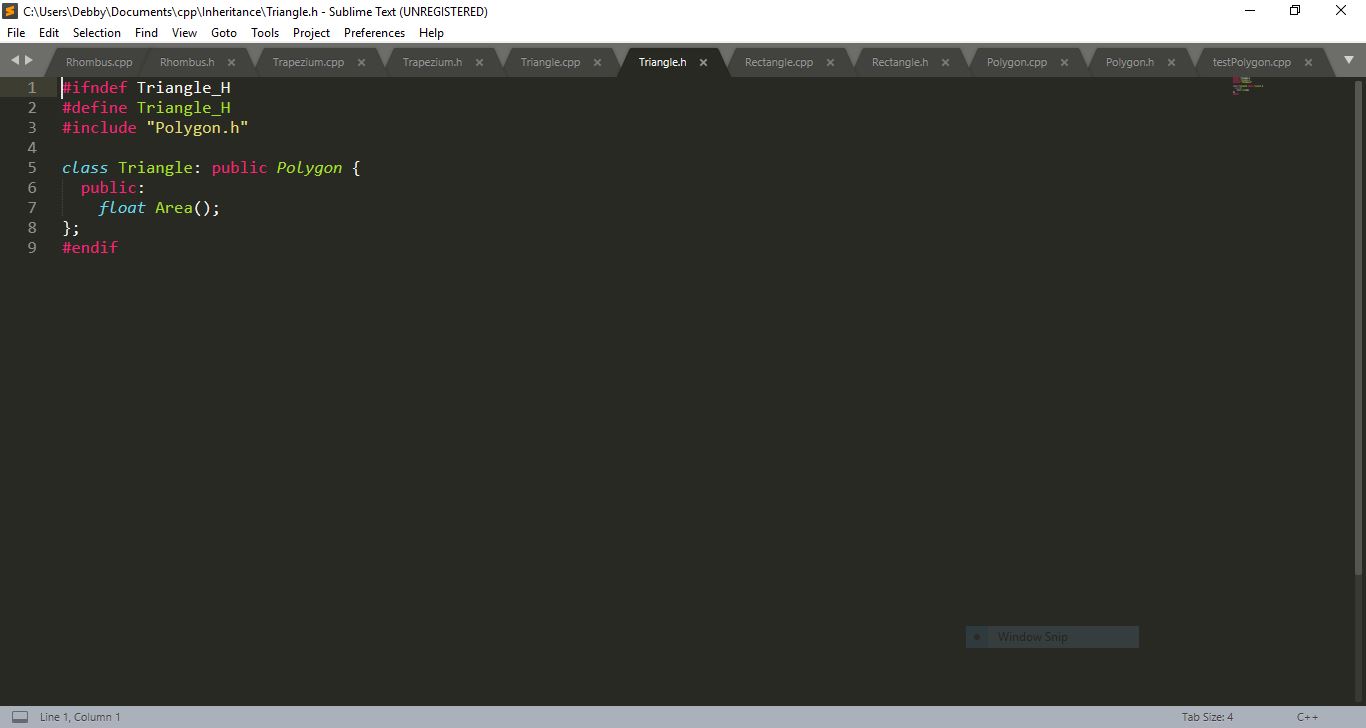 C:\Users\Debby\Documents\cpp\Inheritance\Triangle.h - Sublime Text (UNREGISTERED)
File Edit Selection Find View Goto Tools Project Preferences Help
Rhombus.cpp Rhombus.h Trapezium.cpp Trapezium.h Triangle.cpp Triangle.h Rectangle.cpp Rectangle.h Polygon.cpp Polygon.h testPolygon.cpp
1 #ifndef Triangle_H
2 #define Triangle_H
3 #include "Polygon.h"
4
5 class Triangle: public Polygon {
6 public:
7 float Area();
8 };
9 #endif
Window Snip
Line 1, Column 1 Tab Size: 4 C++